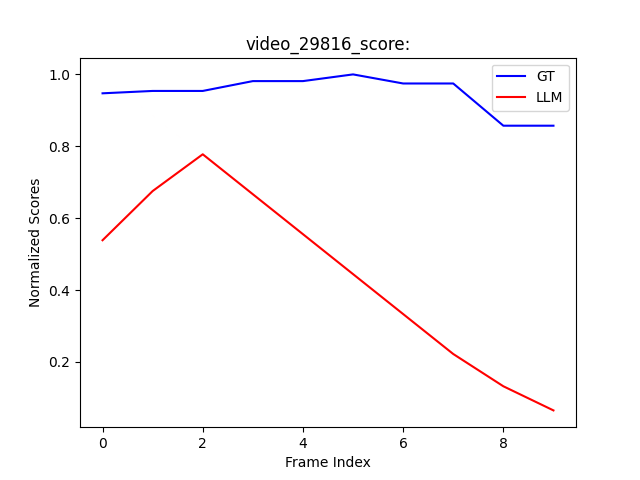 video_29816_score:
GT
LLM
1.0
0.8
0.6
0.4
0.2
Normalized Scores
0 2 4 6 8
Frame Index